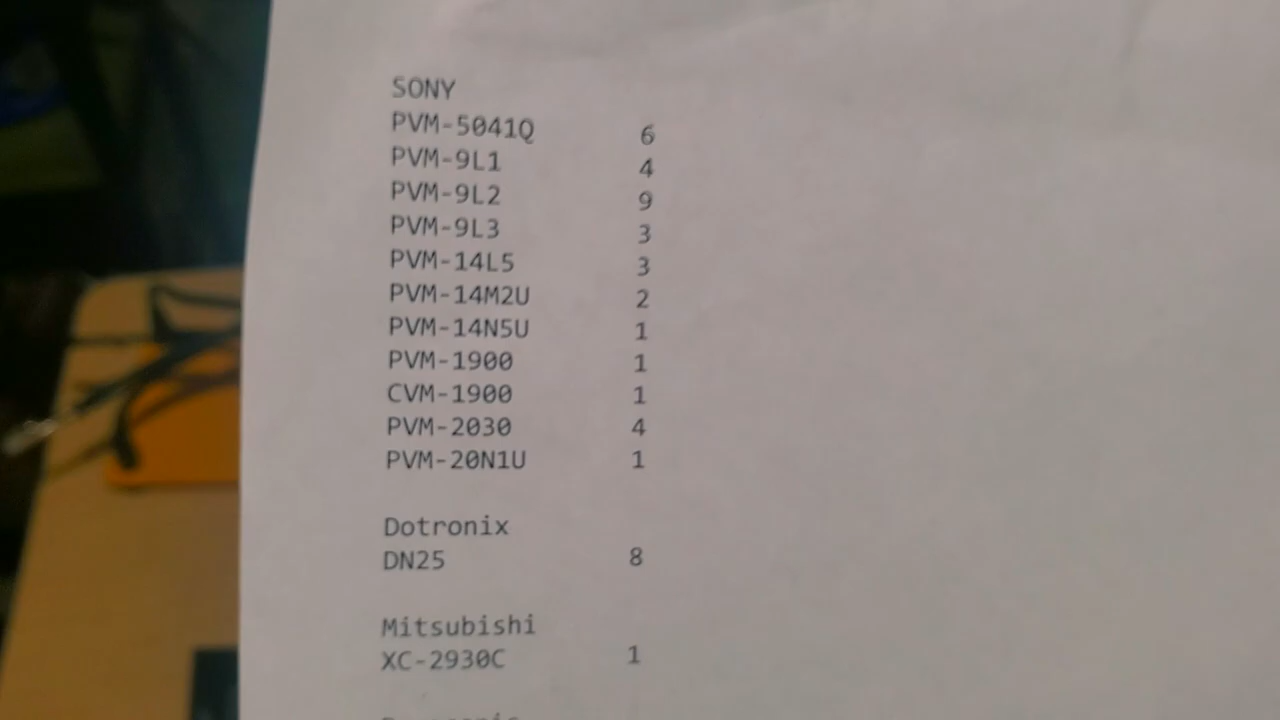 SONY
PVM-5041Q 6
PVM-9L1 4
PVM-9L2 9
PVM-9L3 3
PVM-14L5 3
PVM-14M2U 2
PVM-14N5U 1
PVM-1900 1
CVM-1900 1
PVM-2030 4
PVM-20N1U 1
Dotronix
DN25 8
Mitsubishi
XC-2930C 1